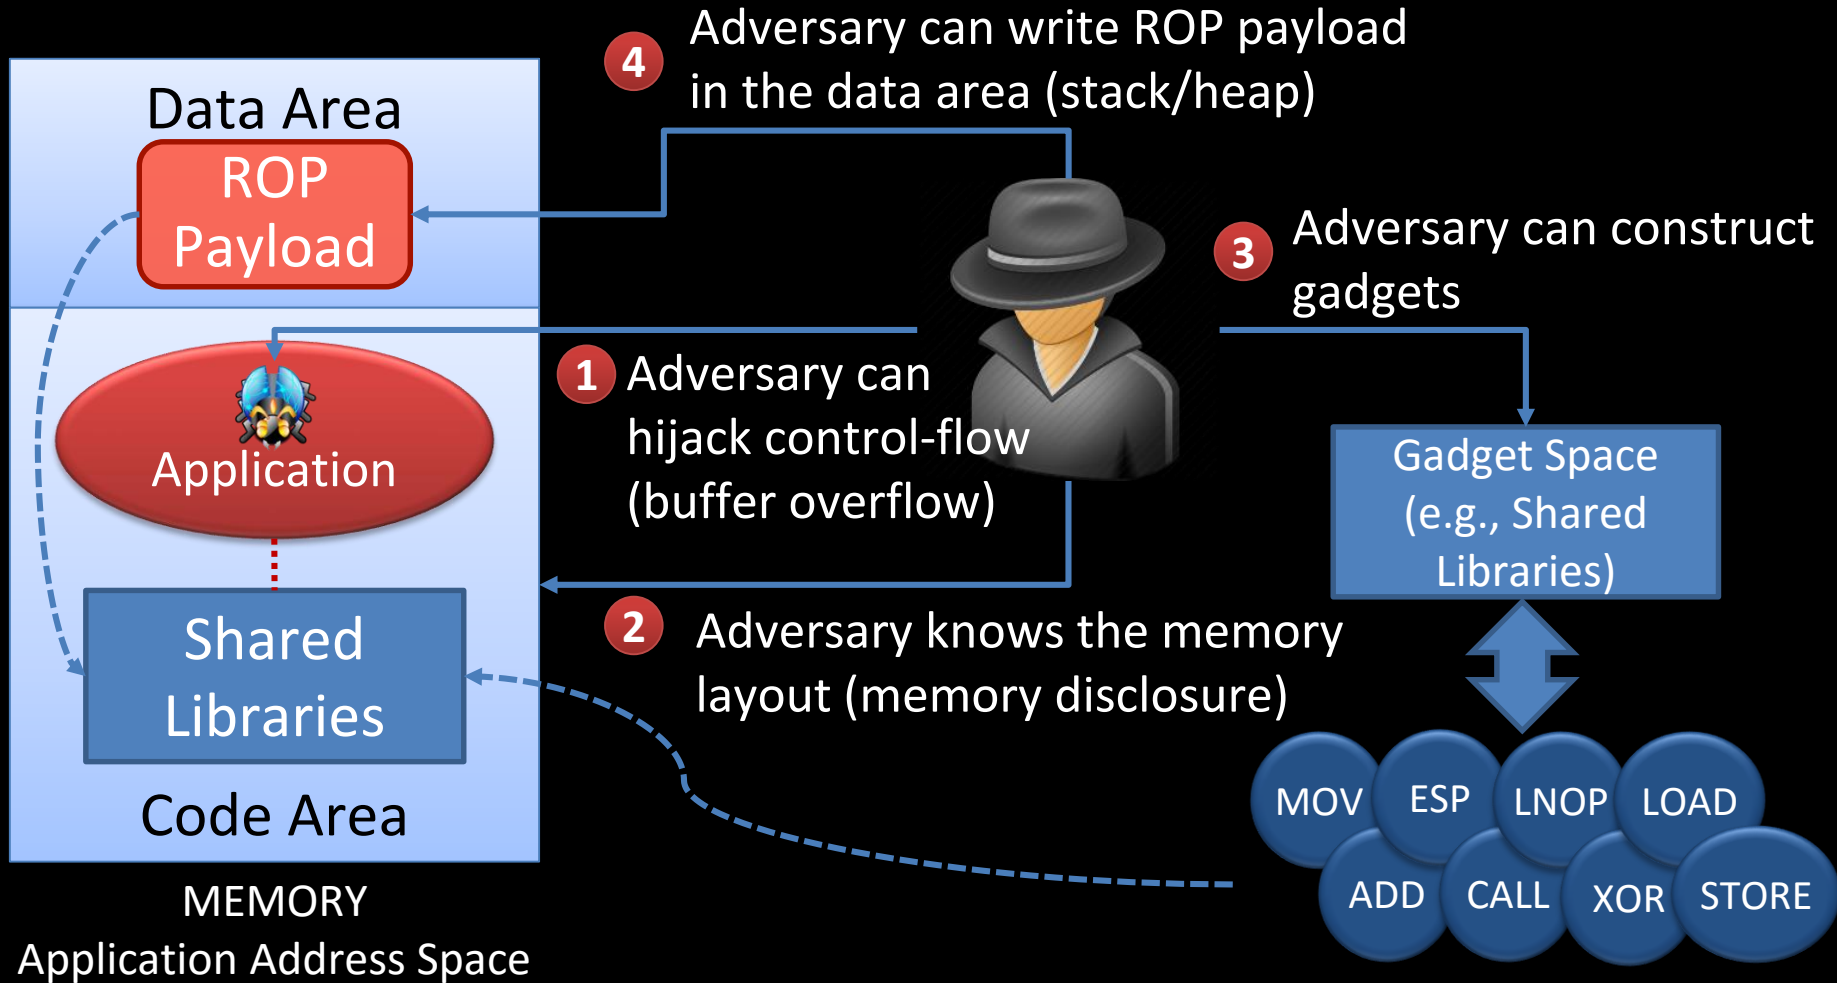 4
Adversary can write ROP payload
in the data area (stack/heap)
Data Area
ROP
Payload
3
Adversary can construct
gadgets
1
Adversary can
hijack control-flow
(buffer overflow)
Application
Gadget Space
(e.g., Shared
Libraries)
2
Adversary knows the memory
layout (memory disclosure)
Shared
Libraries
Code Area
MOV
ESP
LNOP
LOAD
ADD
CALL
XOR
STORE
MEMORY
Application Address Space